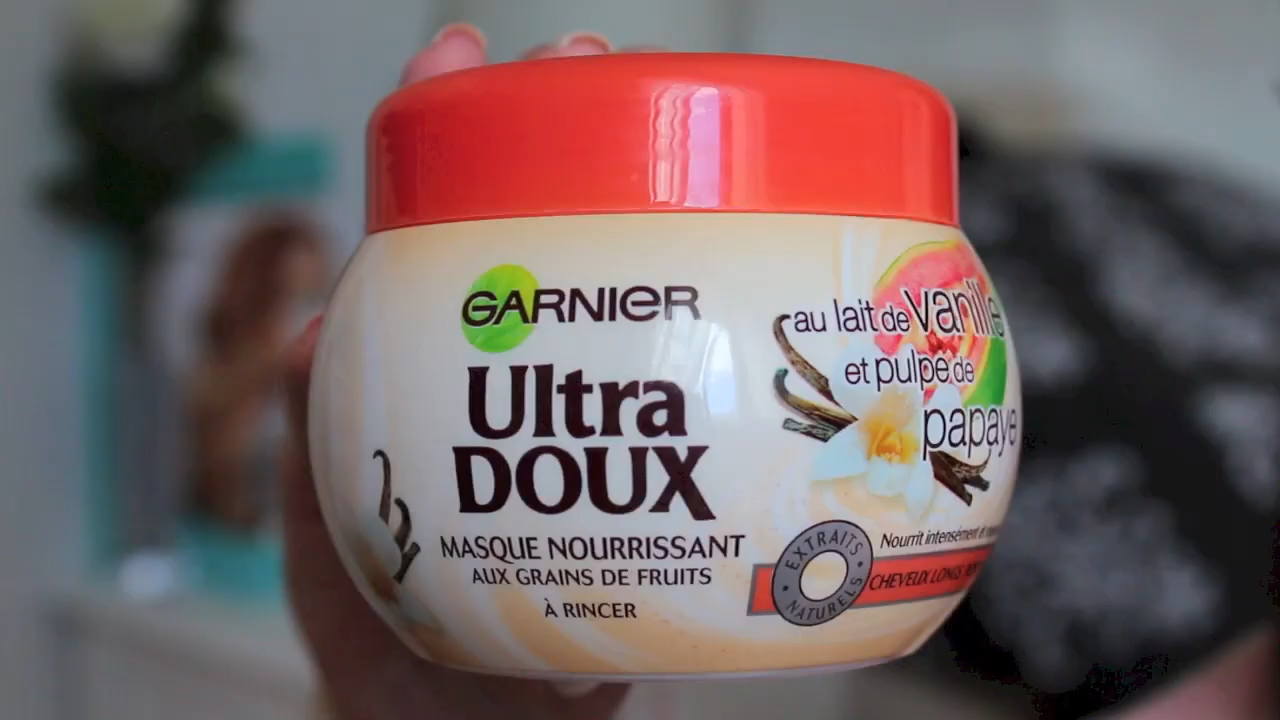 GARNIER
Ultra
DOUX
MASQUE NOURRISSANT
AUX GRAINS DE FRUITS
À RINCER
au lait de vanille
et pulpe de
papaye
Nourrit intensément et
EXTRAITS
NATURELS
CHEVEUX LONGS